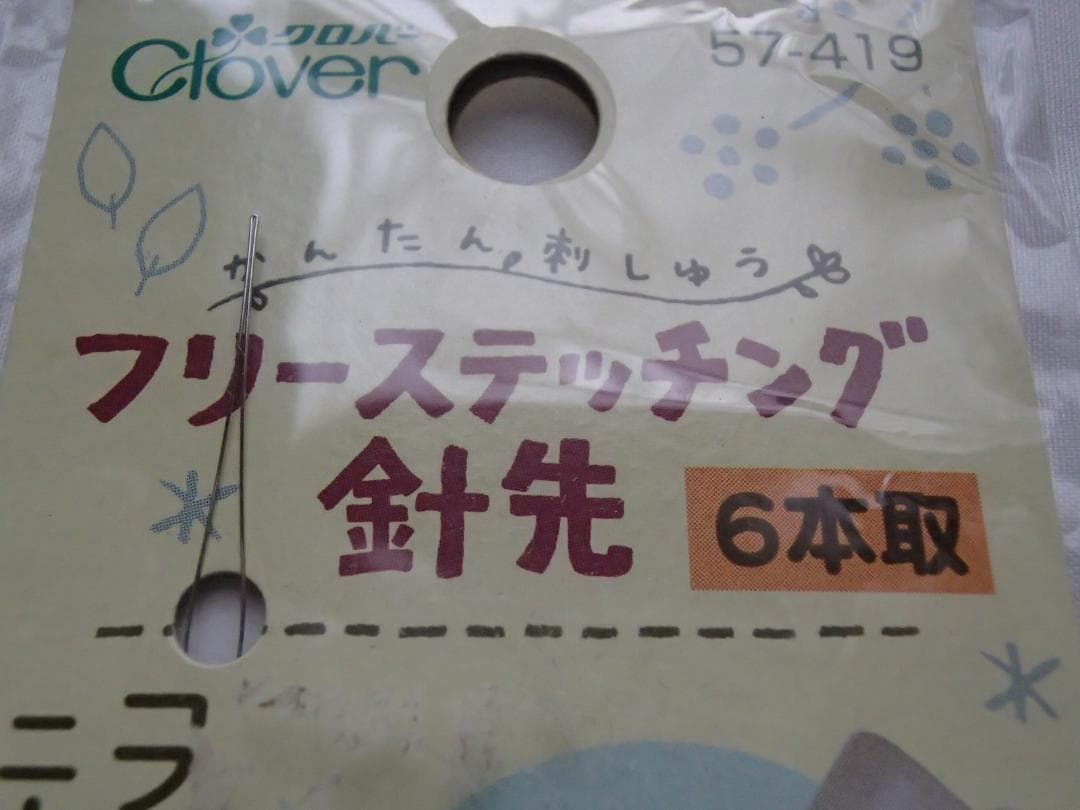 クロバー
Clover
57-419
かんたん刺しゅう
フリーステッチング
針先
6本取